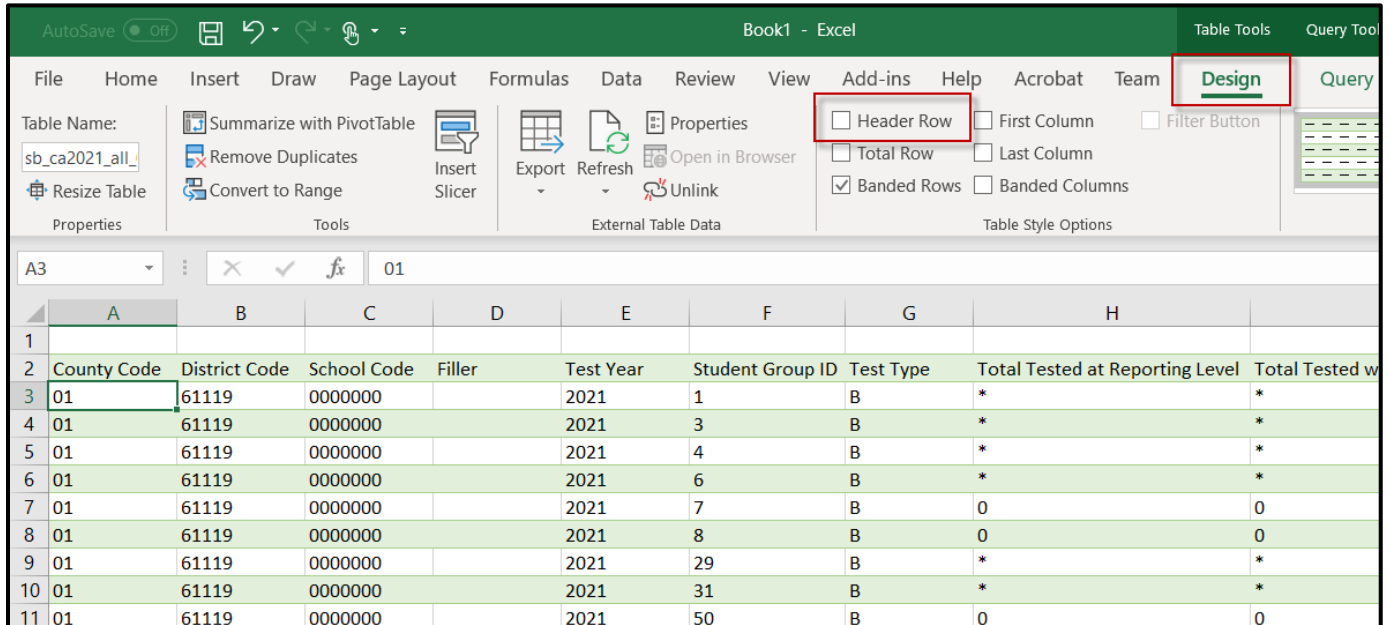 AutoSave Off Book1 - Excel Table Tools Query Tool
File Home Insert Draw Page Layout Formulas Data Review View Add-ins Help Acrobat Team Design Query
Table Name:
sb_ca2021_all_
Resize Table
Properties
Summarize with PivotTable
Remove Duplicates
Convert to Range
Tools
Insert
Slicer
Export
Refresh
Properties
Open in Browser
Unlink
External Table Data
Header Row
Total Row
Banded Rows
First Column
Last Column
Banded Columns
Filter Button
Table Style Options
A3 fx 01
A B C D E F G H
1
2 County Code District Code School Code Filler Test Year Student Group ID Test Type Total Tested at Reporting Level Total Tested w
3 01 61119 0000000 2021 1 B * *
4 01 61119 0000000 2021 3 B * *
5 01 61119 0000000 2021 4 B * *
6 01 61119 0000000 2021 6 B * *
7 01 61119 0000000 2021 7 B 0 0
8 01 61119 0000000 2021 8 B 0 0
9 01 61119 0000000 2021 29 B * *
10 01 61119 0000000 2021 31 B * *
11 01 61119 0000000 2021 50 B 0 0